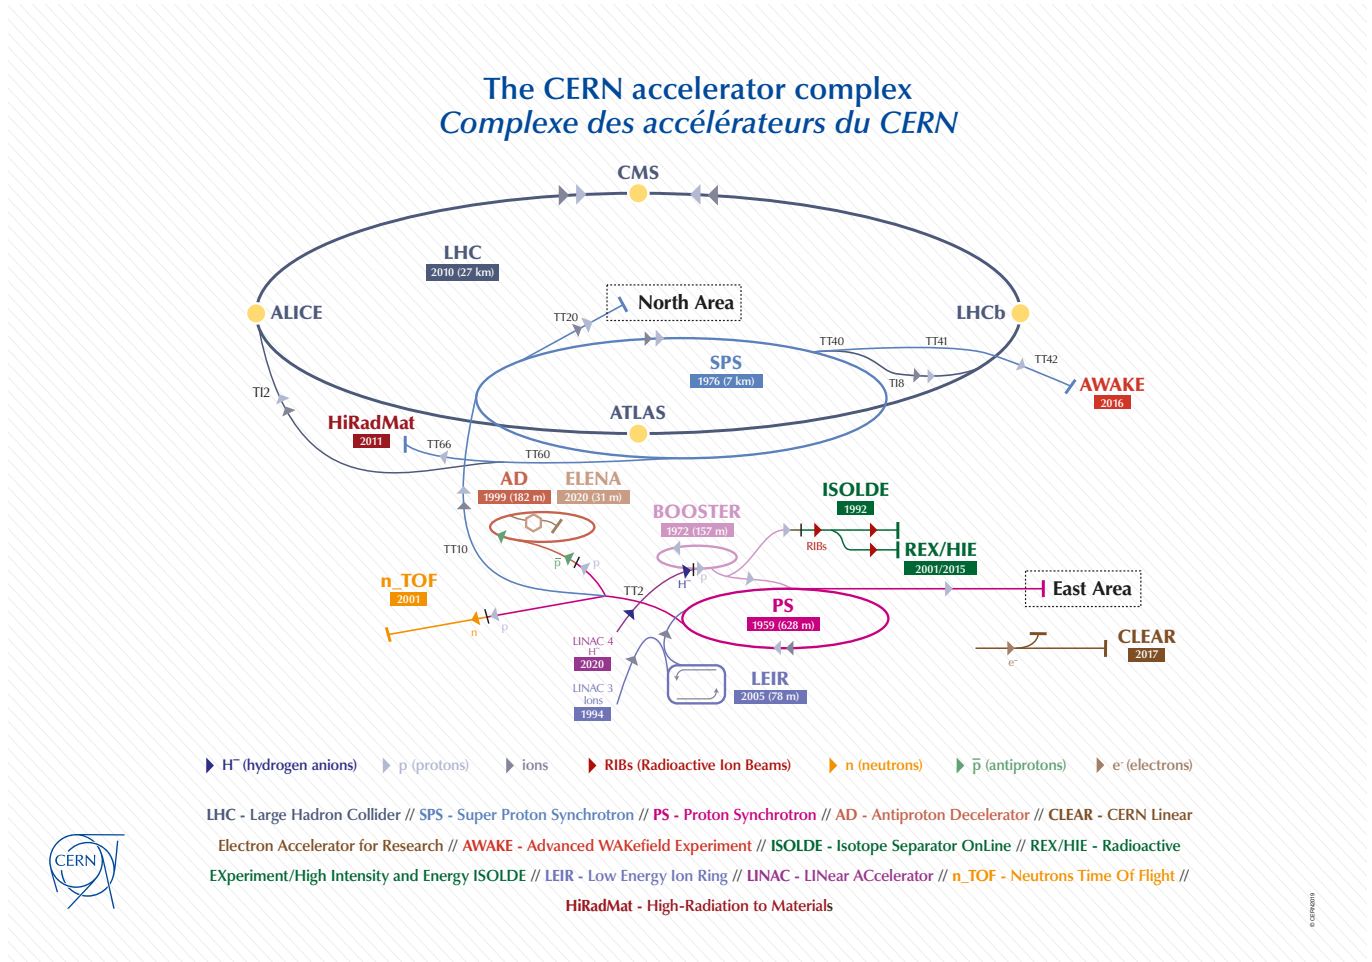 The CERN accelerator complex
Complexe des accélérateurs du CERN
CMS
LHC
2010 (27 km)
North Area
TT20
ALICE
LHCb
TT40
TT41
TT42
SPS
1976 (7 km)
TI8
AWAKE
2016
TI2
ATLAS
HiRadMat
2011
TT66
TT60
AD
1999 (182 m)
ELENA
2020 (31 m)
ISOLDE
1992
BOOSTER
1972 (157 m)
RIBs
REX/HIE
2001/2015
TT10
p̅
p
H⁻
p
n_TOF
2001
TT2
East Area
PS
1959 (628 m)
n
p
LINAC 4
H⁻
2020
CLEAR
2017
e⁻
LINAC 3
Ions
1994
LEIR
2005 (78 m)
H⁻ (hydrogen anions)
p (protons)
ions
RIBs (Radioactive Ion Beams)
n (neutrons)
p̅ (antiprotons)
e⁻ (electrons)
LHC - Large Hadron Collider // SPS - Super Proton Synchrotron // PS - Proton Synchrotron // AD - Antiproton Decelerator // CLEAR - CERN Linear
Electron Accelerator for Research // AWAKE - Advanced WAKefield Experiment // ISOLDE - Isotope Separator OnLine // REX/HIE - Radioactive
EXperiment/High Intensity and Energy ISOLDE // LEIR - Low Energy Ion Ring // LINAC - LINear ACcelerator // n_TOF - Neutrons Time Of Flight //
HiRadMat - High-Radiation to Materials
CERN
© CERN2019